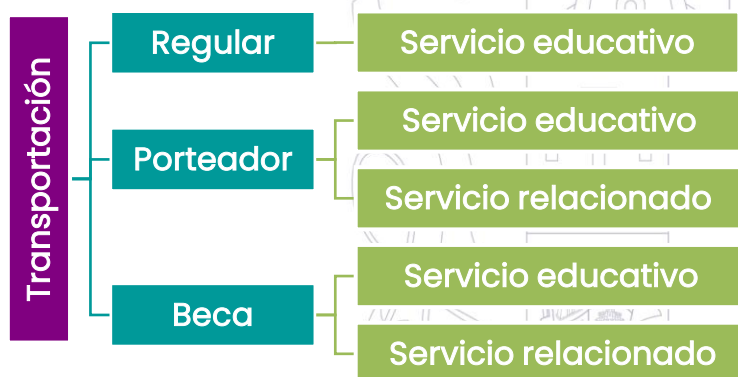 Transportación
Regular
Servicio educativo
Porteador
Servicio educativo
Servicio relacionado
Beca
Servicio educativo
Servicio relacionado